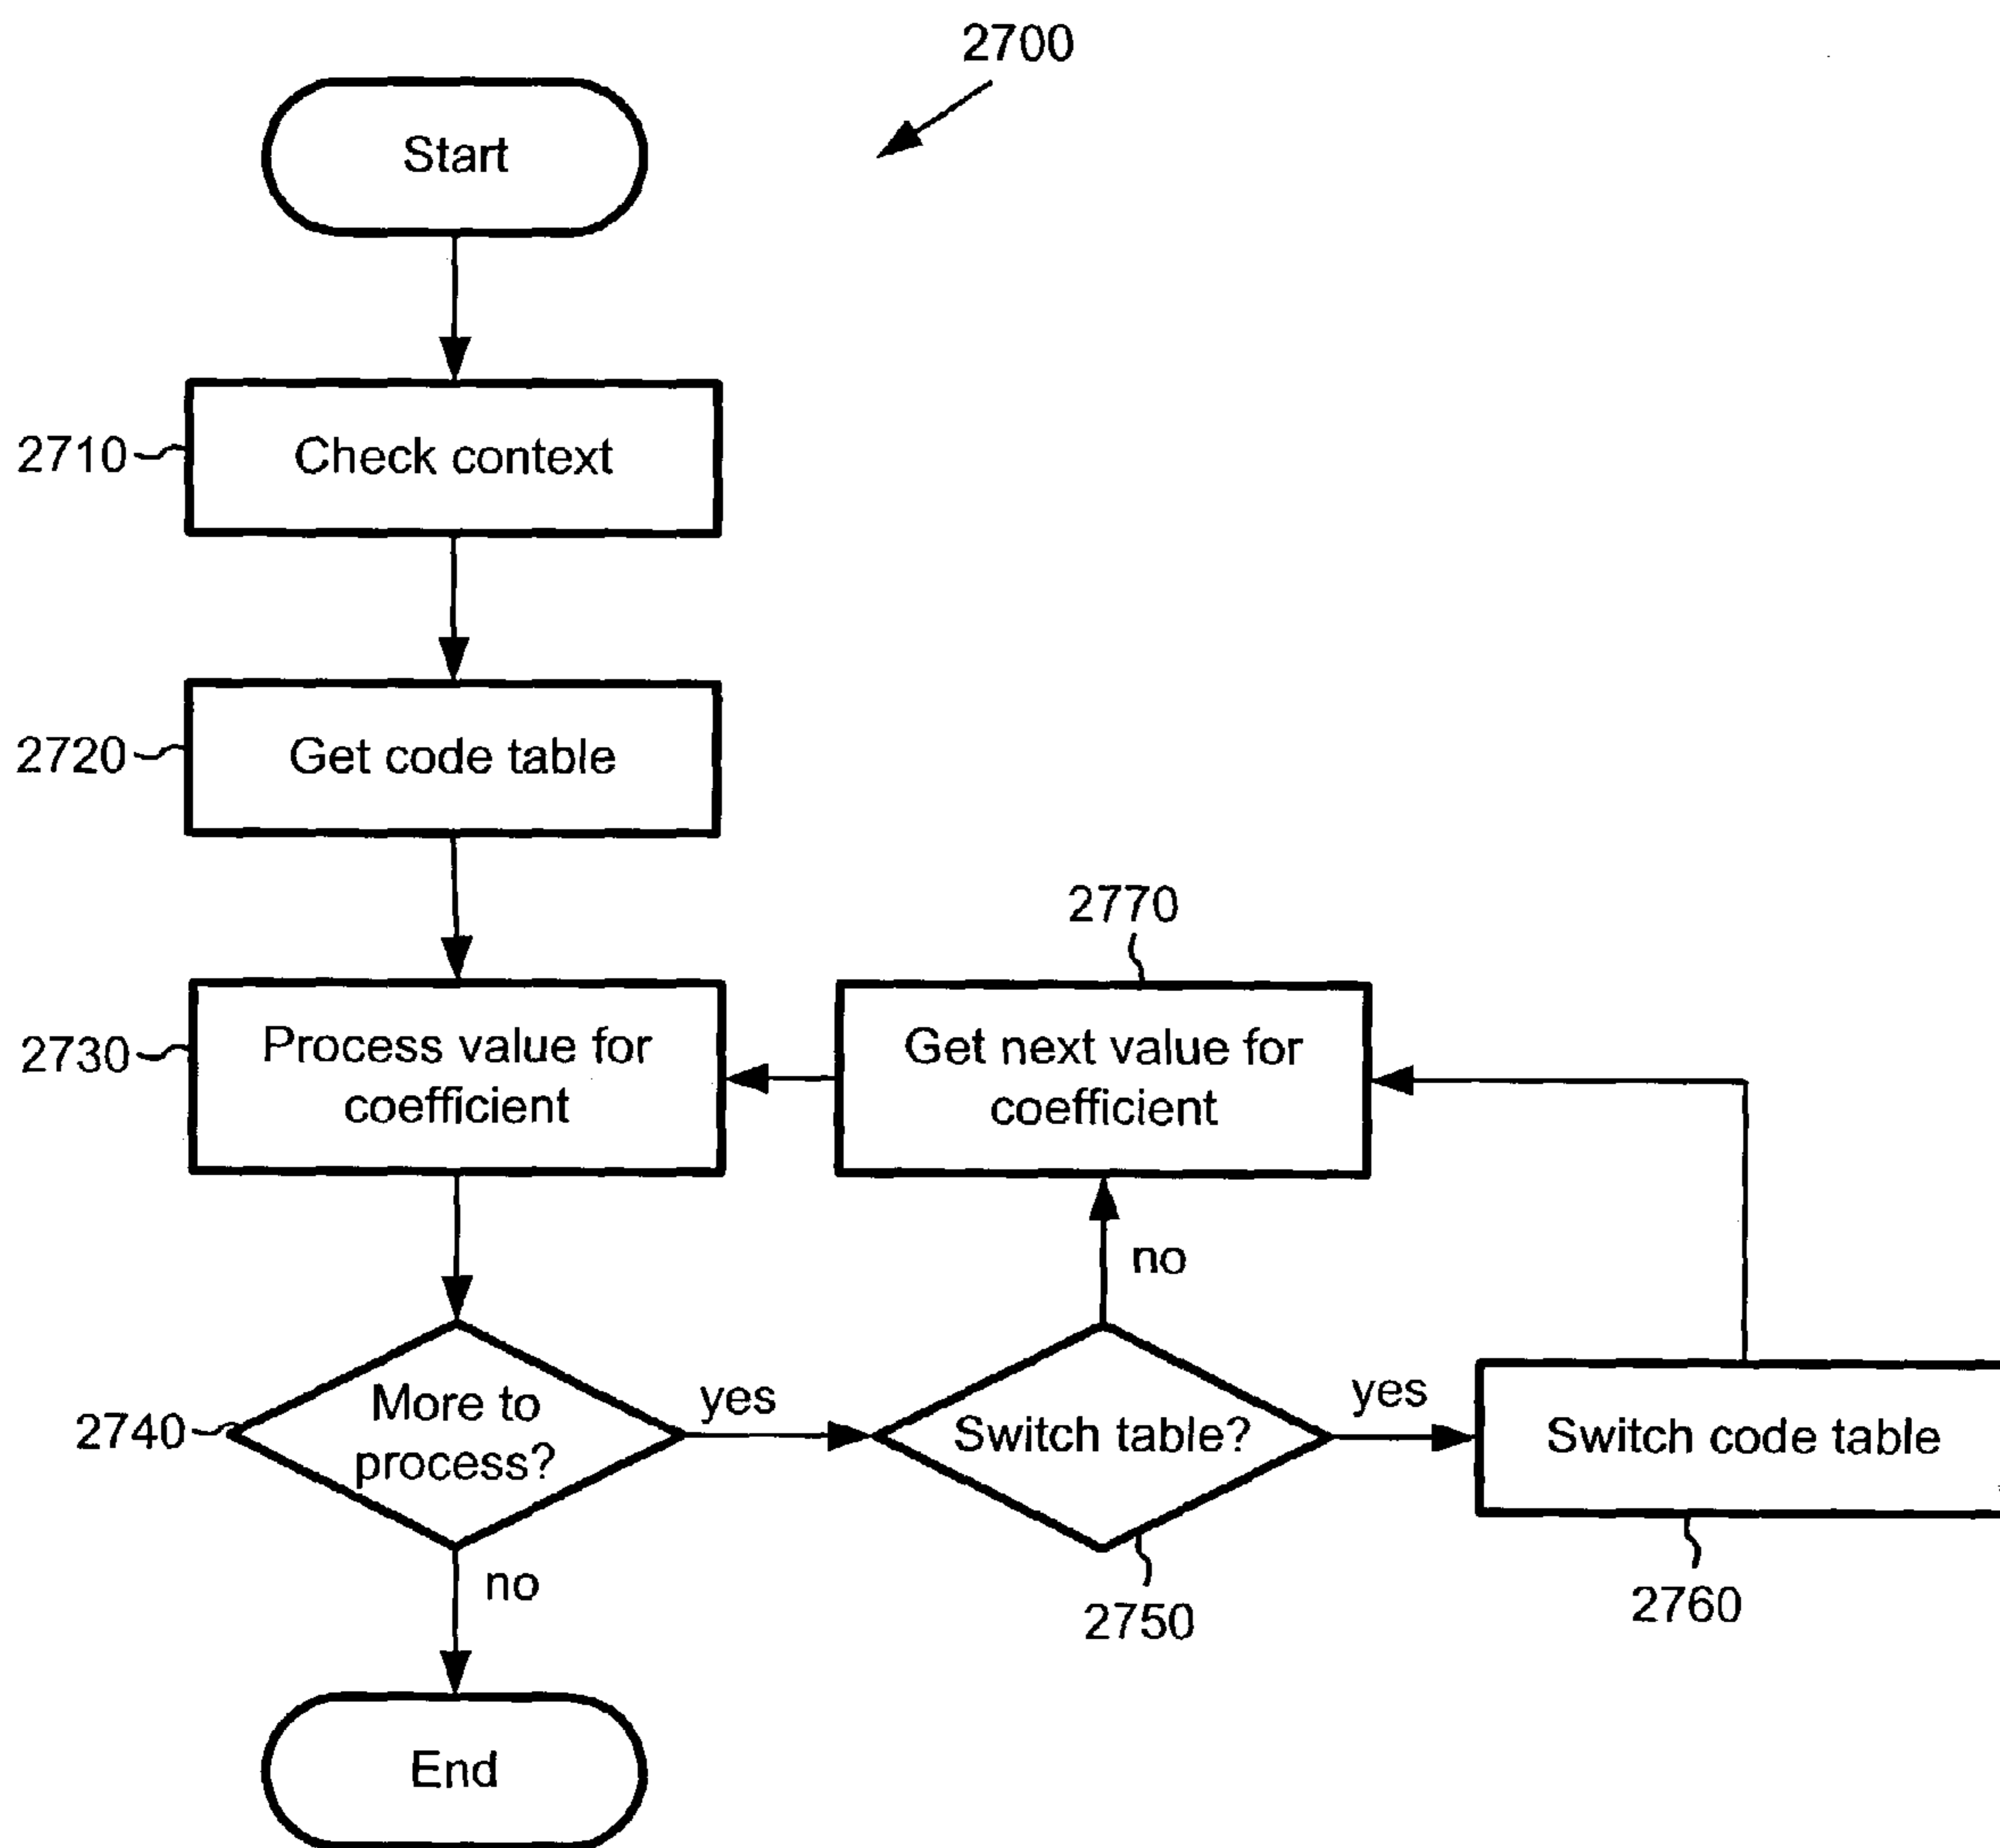 2700
Start
2710
Check context
2720
Get code table
2770
2730
Process value for
coefficient
Get next value for
coefficient
no
2740
More to
process?
yes
Switch table?
yes
Switch code table
no
2750
2760
End